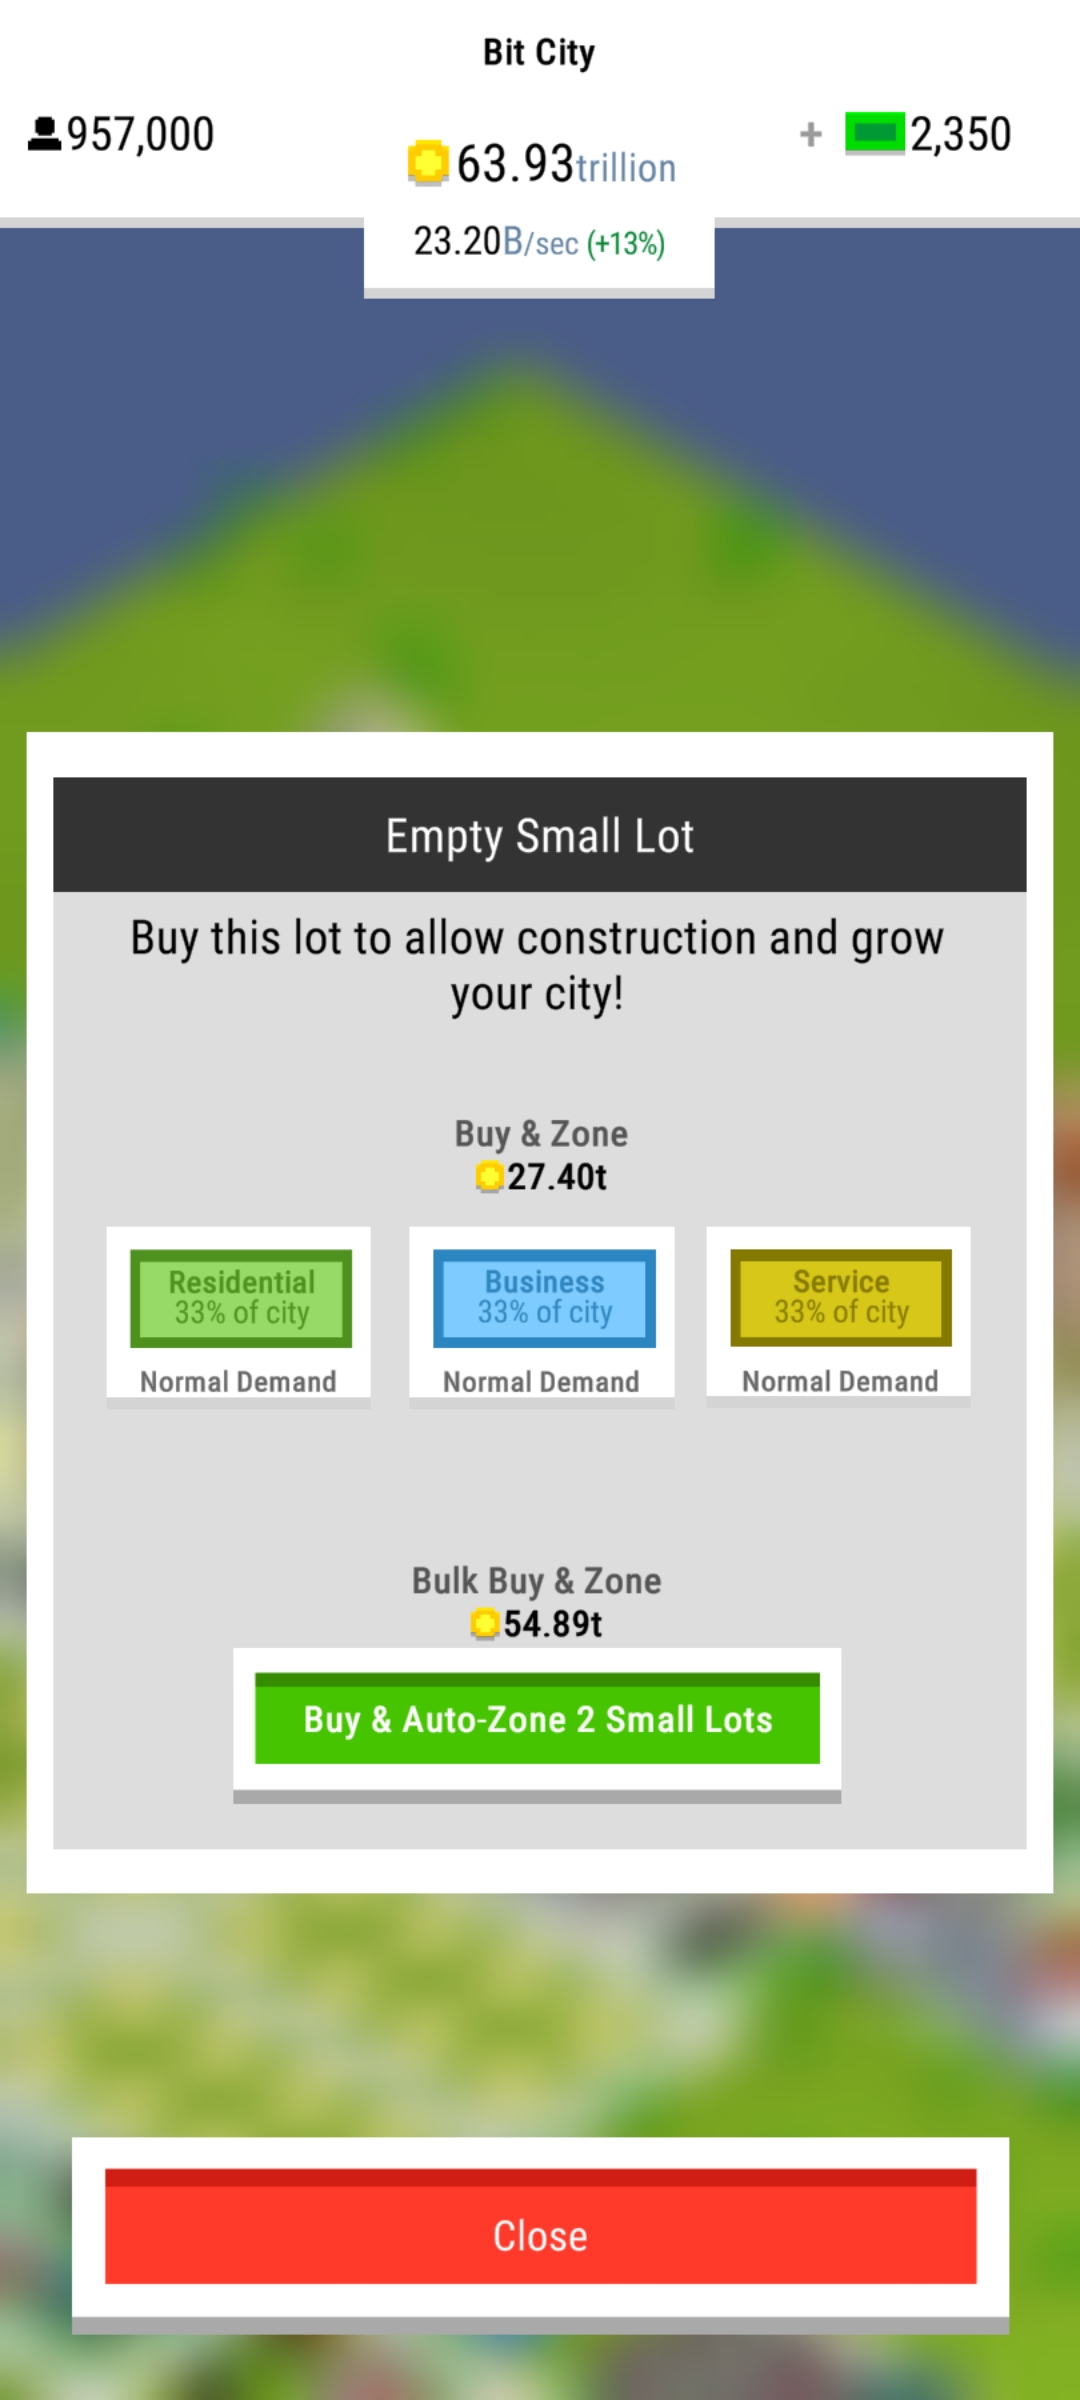 Bit City
957,000
63.93trillion
+ 2,350
23.20B/sec (+13%)
Empty Small Lot
Buy this lot to allow construction and grow
your city!
Buy & Zone
27.40t
Residential
33% of city
Normal Demand
Business
33% of city
Normal Demand
Service
33% of city
Normal Demand
Bulk Buy & Zone
54.89t
Buy & Auto-Zone 2 Small Lots
Close